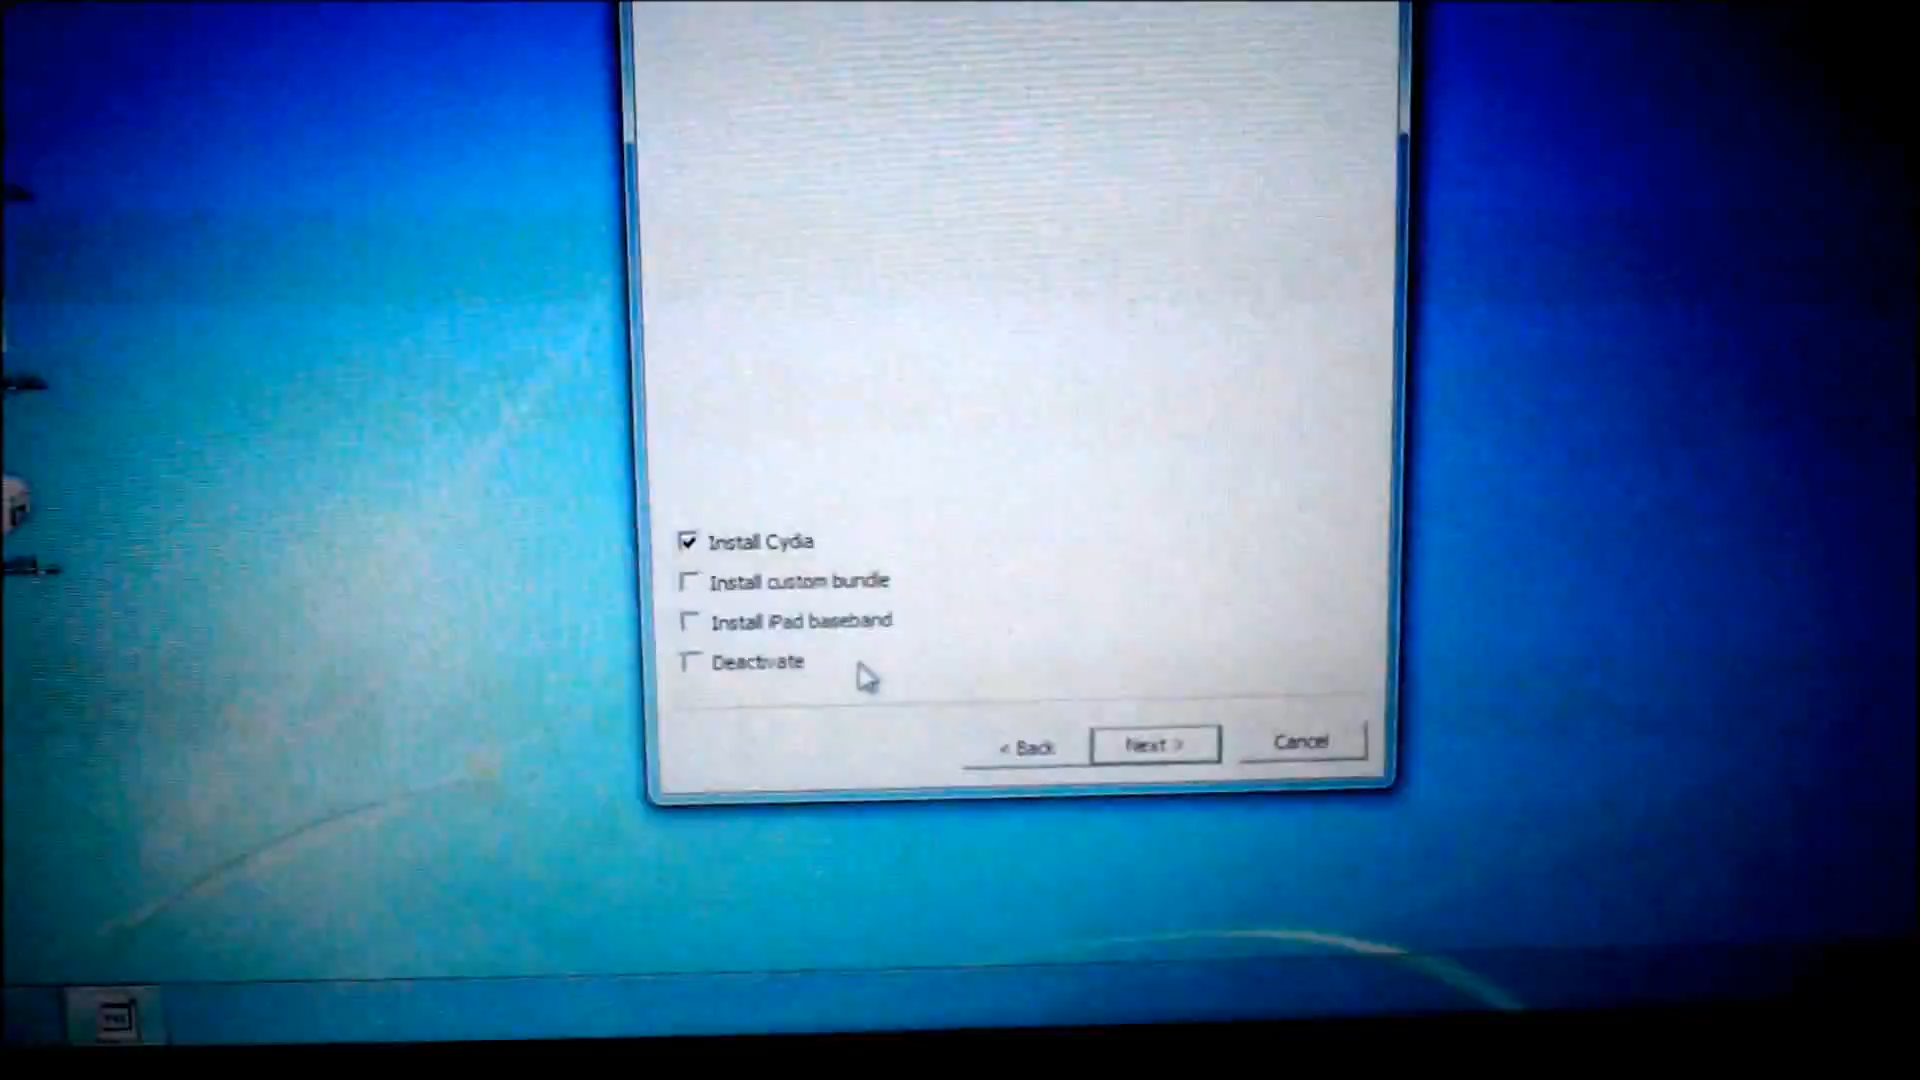 Install Cydia
Install custom bundle
Install iPad baseband
Deactivate
< Back
Next >
Cancel